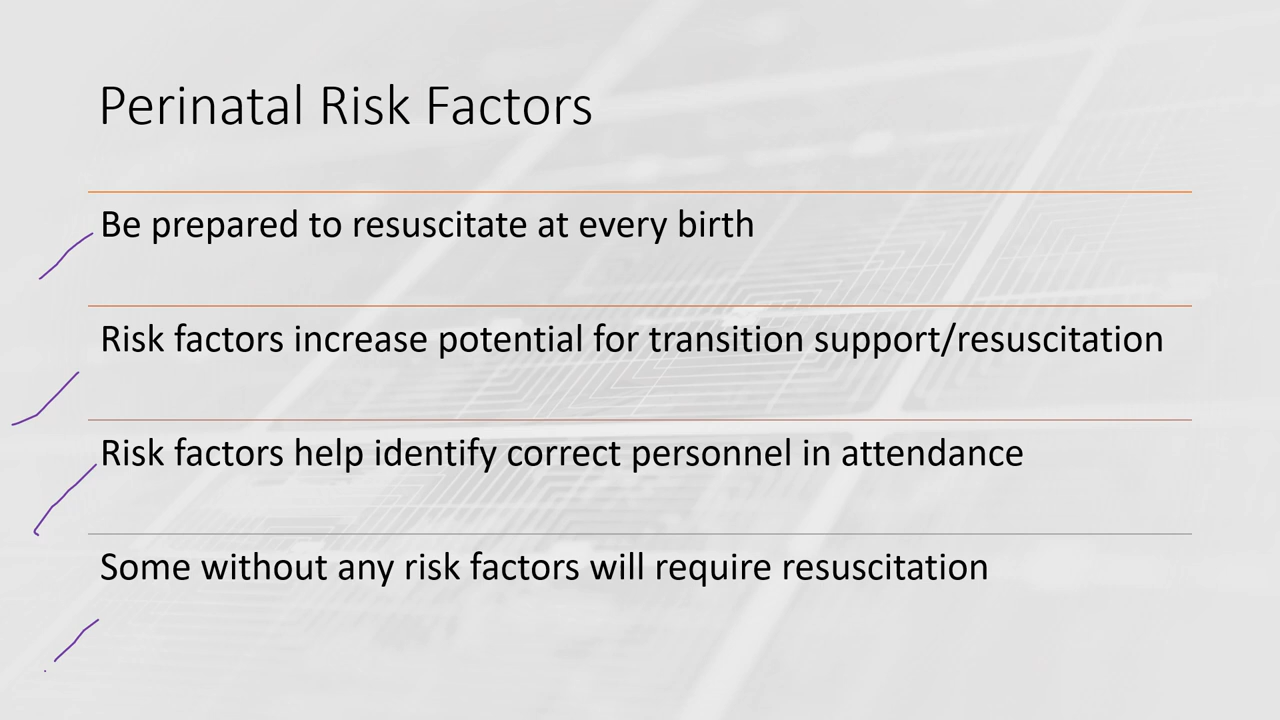 Perinatal Risk Factors
Be prepared to resuscitate at every birth
Risk factors increase potential for transition support/resuscitation
Risk factors help identify correct personnel in attendance
Some without any risk factors will require resuscitation